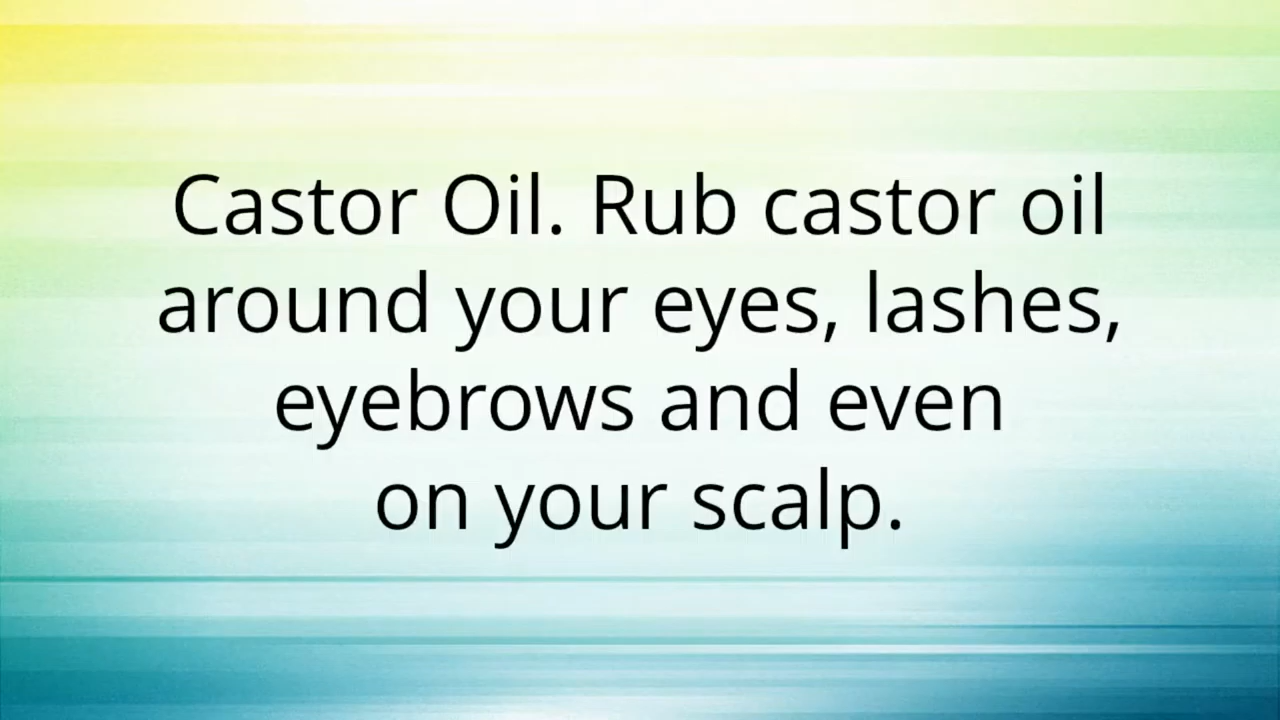 Castor Oil. Rub castor oil
around your eyes, lashes,
eyebrows and even
on your scalp.